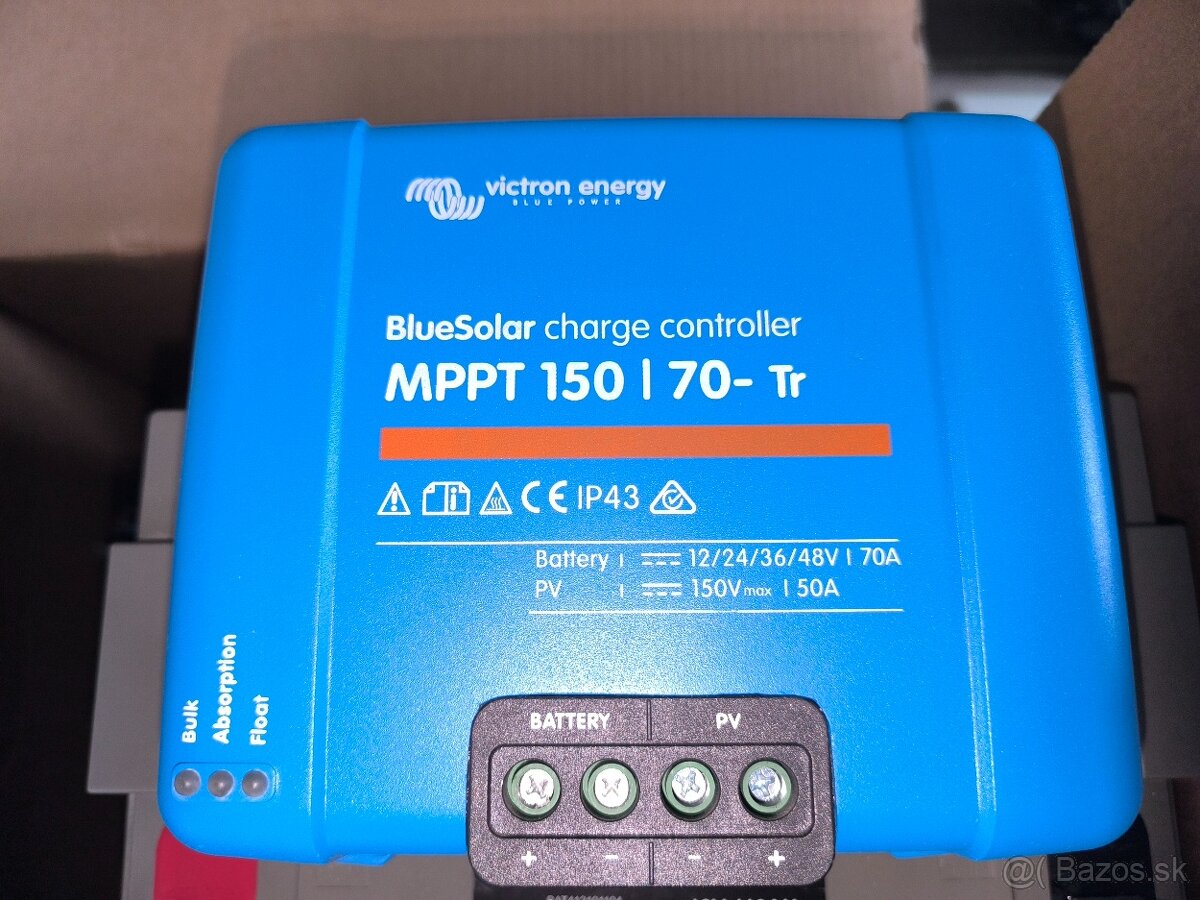 victron energy
BLUE POWER
BlueSolar charge controller
MPPT 150 | 70- Tr
CE IP43
Battery | 12/24/36/48V | 70A
PV | 150Vmax | 50A
Bulk
Absorption
Float
BATTERY | PV
+ - - +
@( Bazos.sk